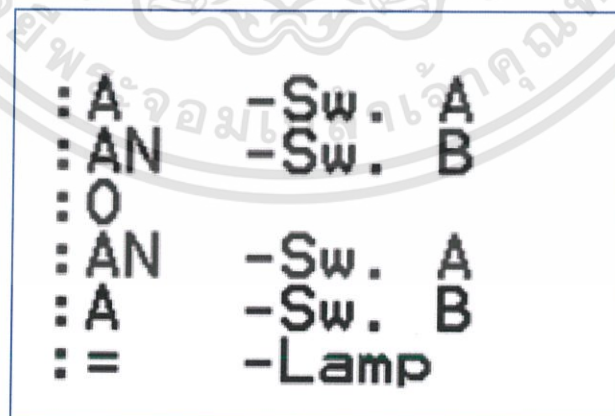 :A -Sw. A
:AN -Sw. B
:O
:AN -Sw. A
:A -Sw. B
:= -Lamp